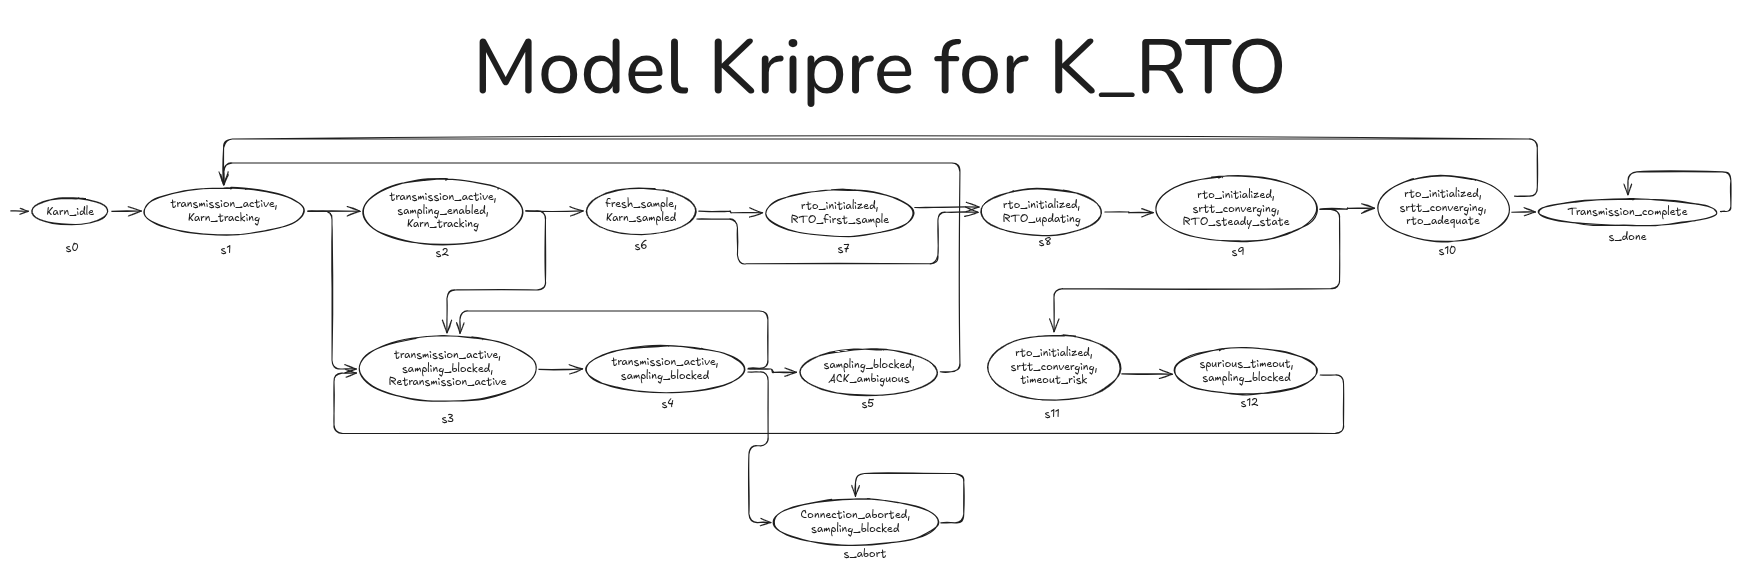 Model Kripre for K_RTO
Karn_idle
s0
transmission_active,
Karn_tracking
s1
transmission_active,
sampling_enabled,
Karn_tracking
s2
fresh_sample,
Karn_sampled
s6
rto_initialized,
RTO_first_sample
s7
rto_initialized,
RTO_updating
s8
rto_initialized,
srtt_converging,
RTO_steady_state
s9
rto_initialized,
srtt_converging,
rto_adequate
s10
Transmission_complete
s_done
transmission_active,
sampling_blocked,
Retransmission_active
s3
transmission_active,
sampling_blocked
s4
sampling_blocked,
ACK_ambiguous
s5
rto_initialized,
srtt_converging,
timeout_risk
s11
spurious_timeout,
sampling_blocked
s12
Connection_aborted,
sampling_blocked
s_abort